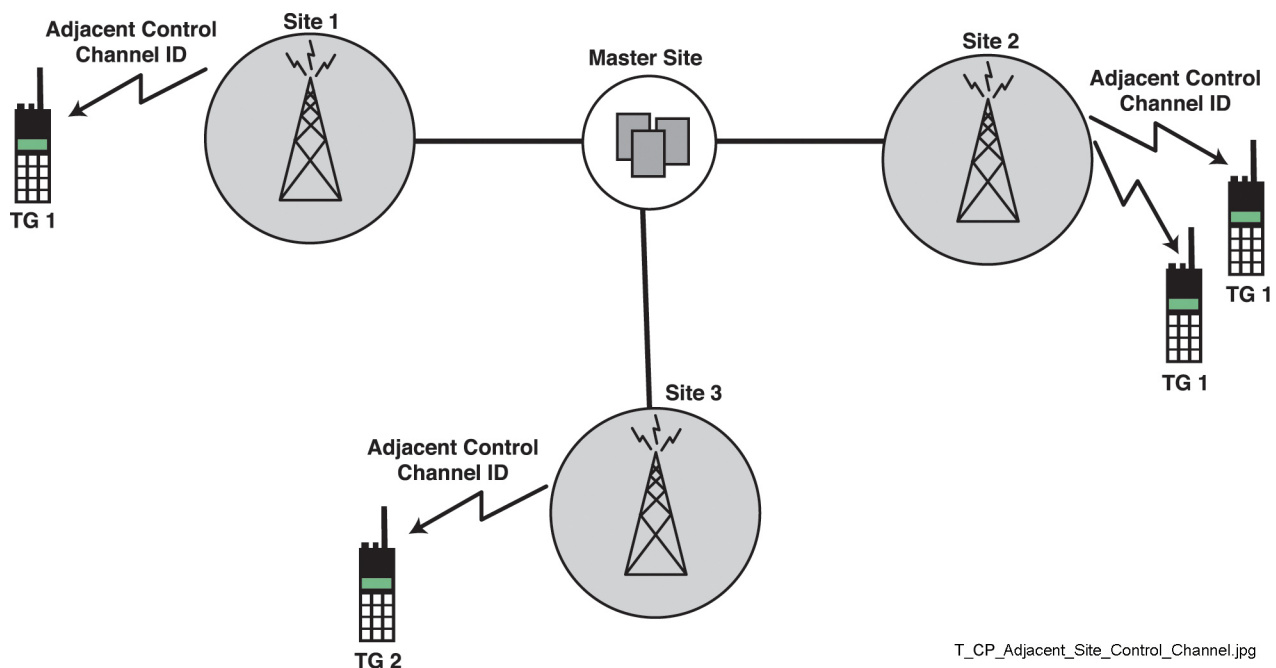 Adjacent Control
Channel ID
TG 1
Site 1
Master Site
Site 2
Adjacent Control
Channel ID
TG 1
TG 1
Site 3
Adjacent Control
Channel ID
TG 2
T_CP_Adjacent_Site_Control_Channel.jpg